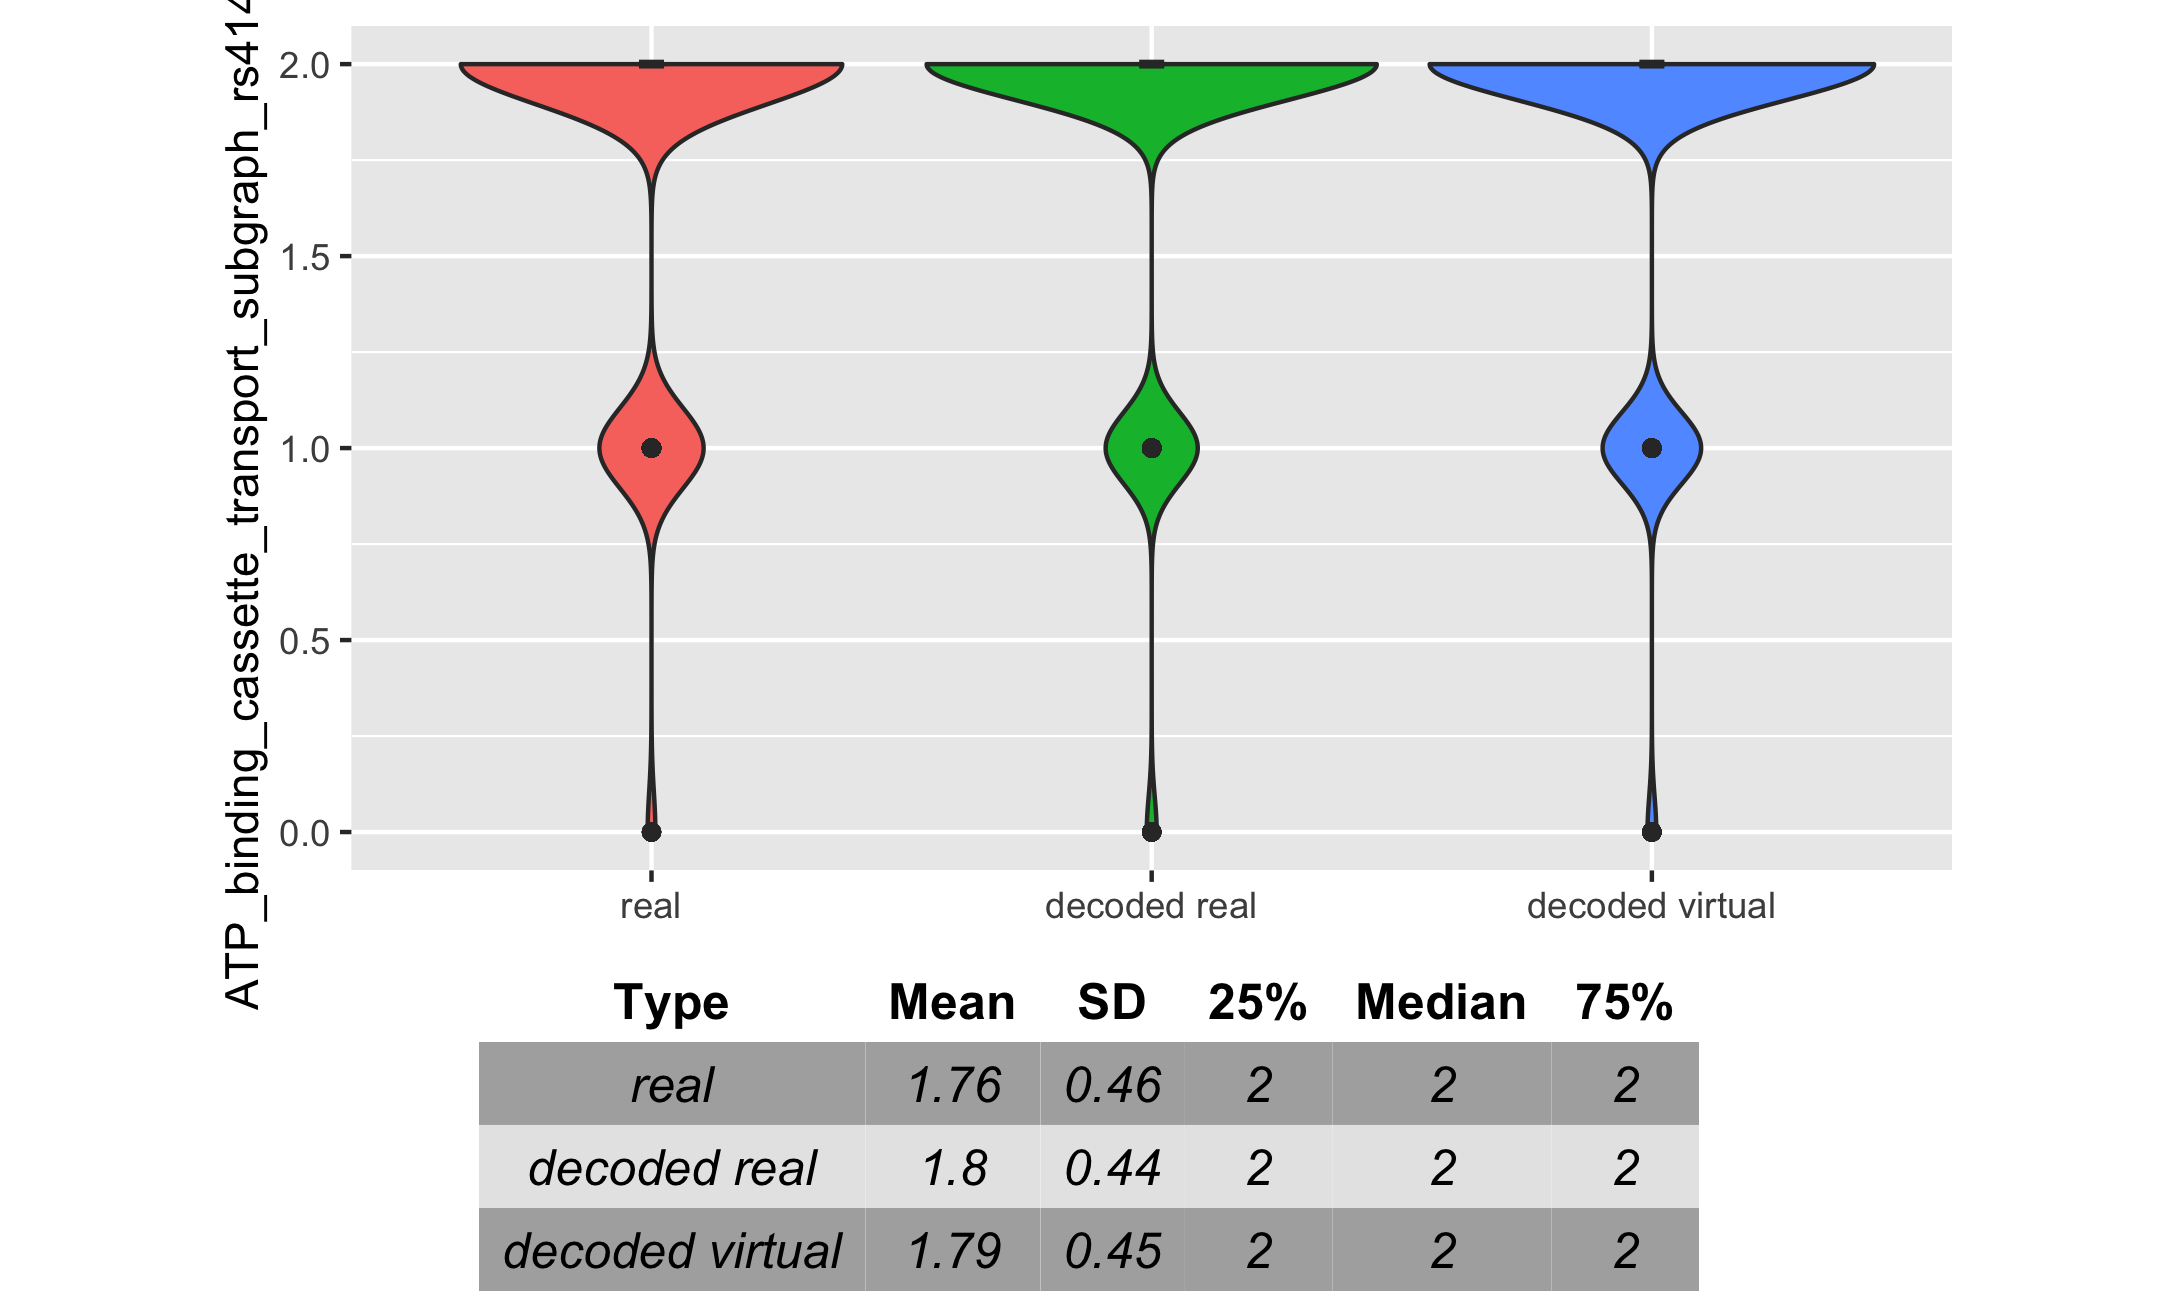 ATP_binding_cassette_transport_subgraph_rs414
2.0
1.5
1.0
0.5
0.0
real decoded real decoded virtual
Type Mean SD 25% Median 75%
real 1.76 0.46 2 2 2
decoded real 1.8 0.44 2 2 2
decoded virtual 1.79 0.45 2 2 2